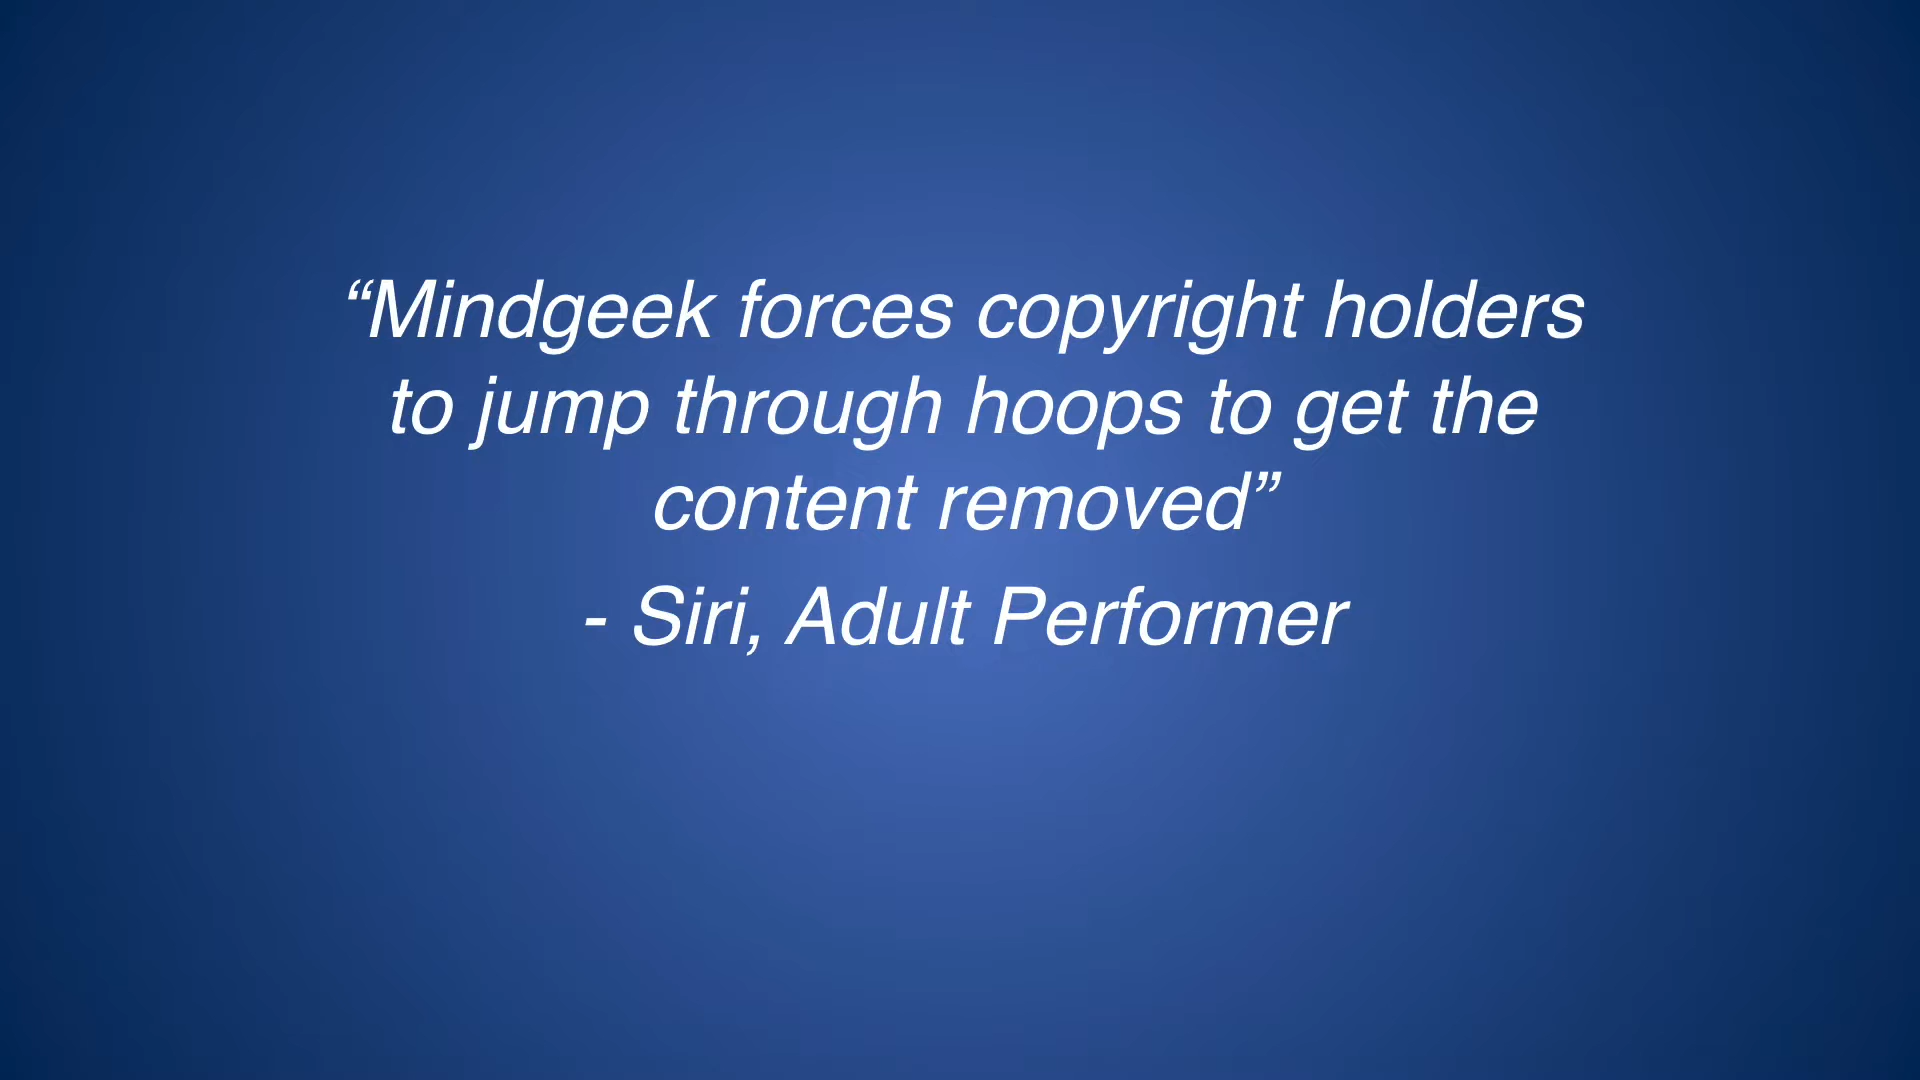 “Mindgeek forces copyright holders
to jump through hoops to get the
content removed”
- Siri, Adult Performer